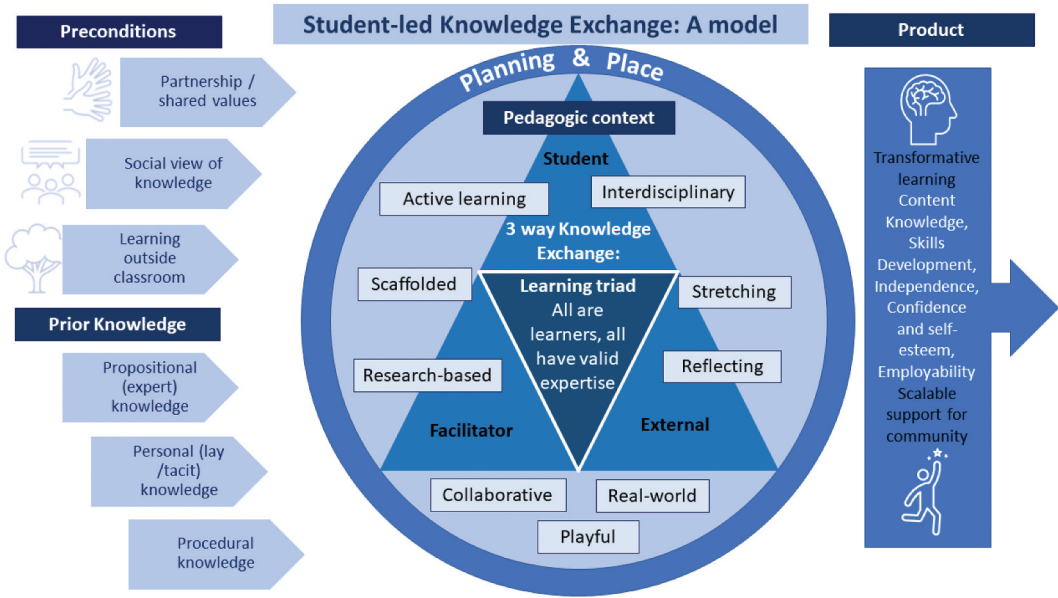 Student-led Knowledge Exchange: A model
Preconditions
Partnership /
shared values
Social view of
knowledge
Learning
outside
classroom
Prior Knowledge
Propositional
(expert)
knowledge
Personal (lay
/tacit)
knowledge
Procedural
knowledge
Planning & Place
Pedagogic context
Student
Active learning
Interdisciplinary
3 way Knowledge
Exchange:
Scaffolded
Learning triad
All are
learners, all
have valid
expertise
Stretching
Research-based
Reflecting
Facilitator
External
Collaborative
Real-world
Playful
Product
Transformative
learning
Content
Knowledge,
Skills
Development,
Independence,
Confidence
and self-
esteem,
Employability
Scalable
support for
community